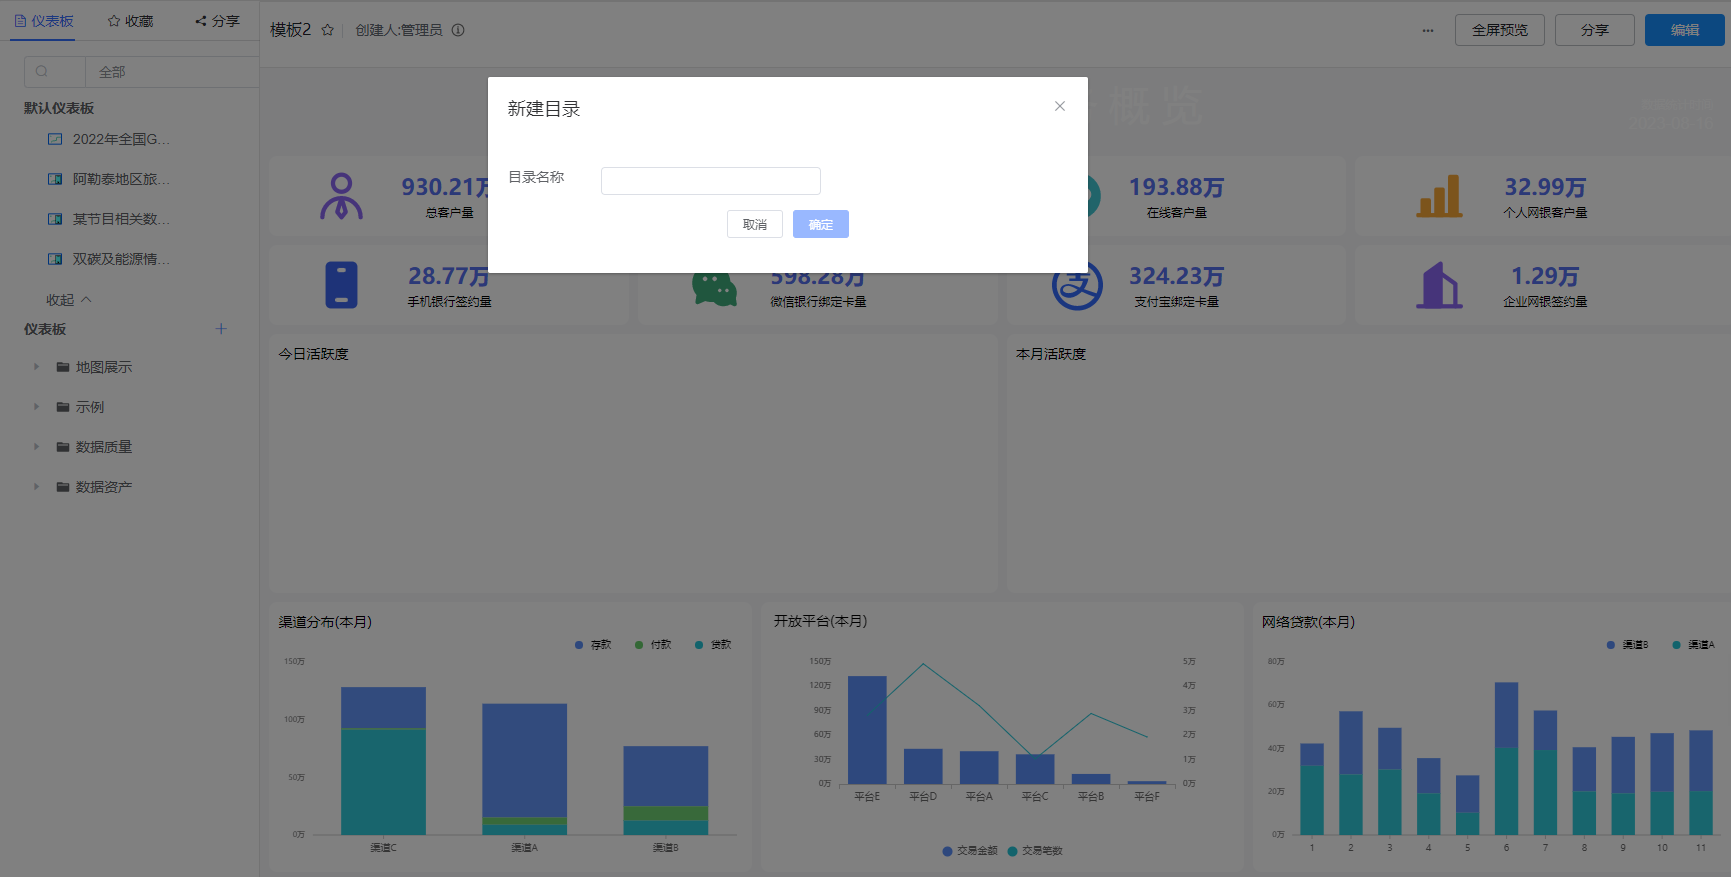 仪表板
收藏
分享
模板2
创建人:管理员
全屏预览
分享
编辑
全部
默认仪表板
2022年全国G...
阿勒泰地区旅...
某节目相关数...
双碳及能源情...
收起
仪表板
地图展示
示例
数据质量
数据资产
新建目录
目录名称
取消
确定
概览
930.21万
总客户量
193.88万
在线客户量
32.99万
个人网银客户量
28.77万
手机银行签约量
598.28万
微信银行绑定卡量
324.23万
支付宝绑定卡量
1.29万
企业网银签约量
今日活跃度
本月活跃度
渠道分布(本月)
存款
付款
贷款
150万
100万
50万
0万
渠道C
渠道A
渠道B
开放平台(本月)
150万
120万
90万
60万
30万
0万
5万
4万
3万
2万
1万
0万
平台E
平台D
平台A
平台C
平台B
平台F
交易金额
交易笔数
网络贷款(本月)
渠道B
渠道A
80万
60万
40万
20万
0万
1
2
3
4
5
6
7
8
9
10
11